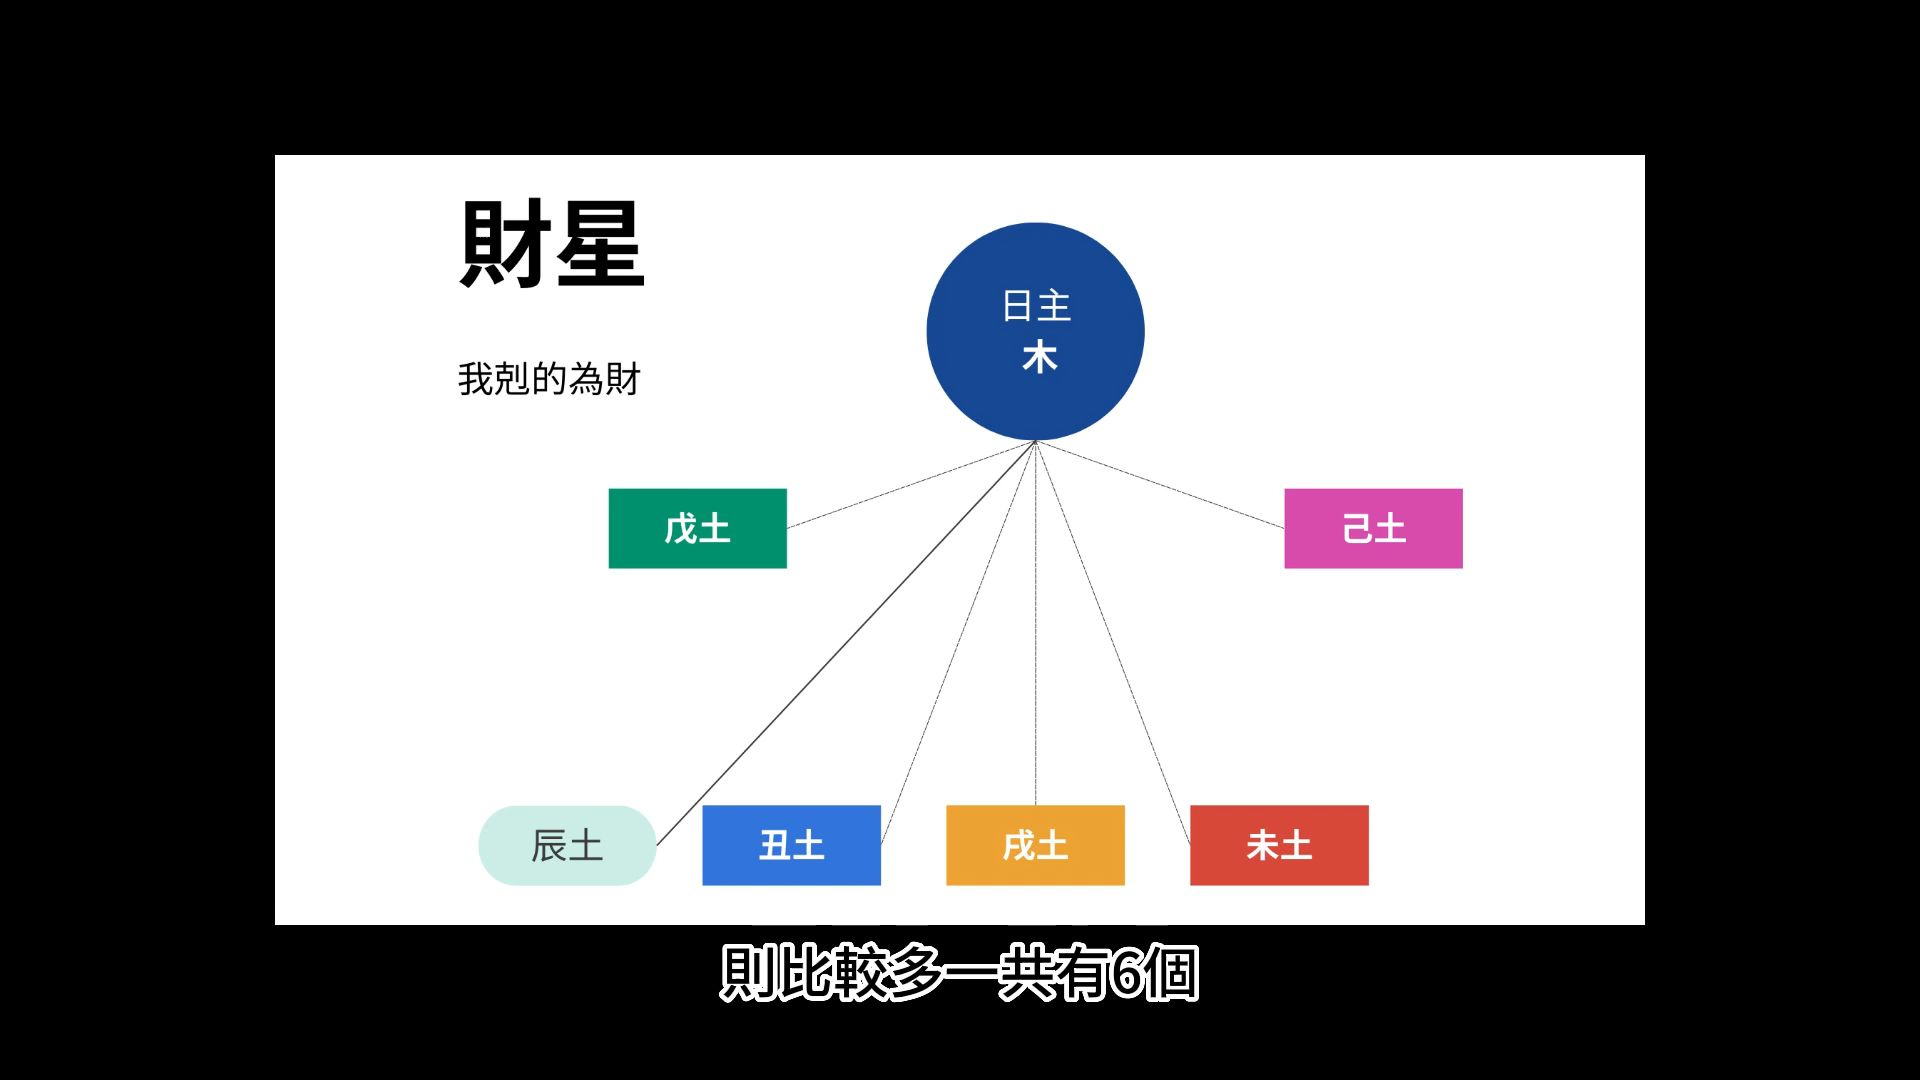 財星
我剋的為財
日主
木
戊土
己土
辰土
丑土
戌土
未土
則比較多一共有6個